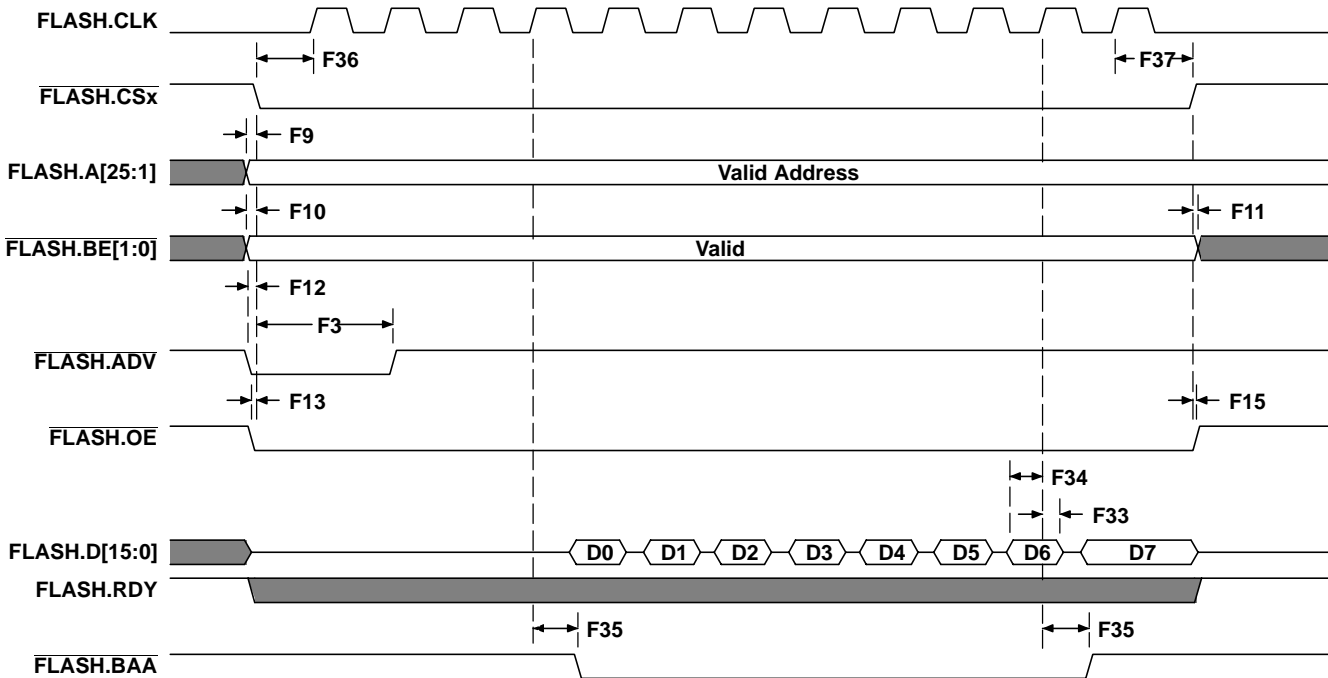 FLASH.CLK
F36
F37
FLASH.CSx
F9
FLASH.A[25:1]
Valid Address
F10
F11
FLASH.BE[1:0]
Valid
F12
F3
FLASH.ADV
F13
F15
FLASH.OE
F34
F33
FLASH.D[15:0]
D0 D1 D2 D3 D4 D5 D6 D7
FLASH.RDY
F35
F35
FLASH.BAA